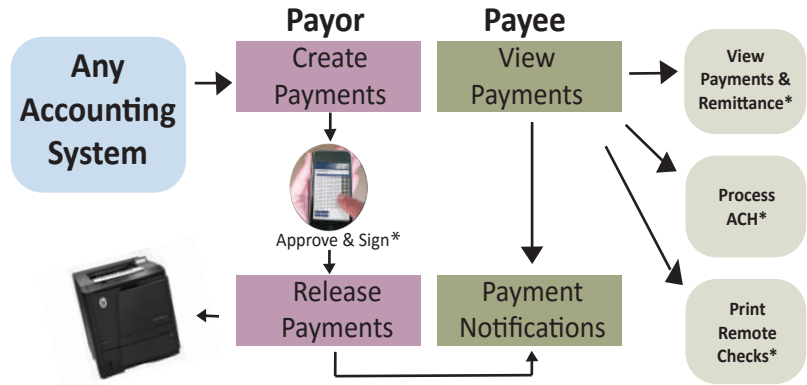 Payor
Payee
Any
Accounting
System
Create
Payments
View
Payments
View
Payments &
Remittance*
Approve & Sign*
Process
ACH*
Release
Payments
Payment
Notifications
Print
Remote
Checks*